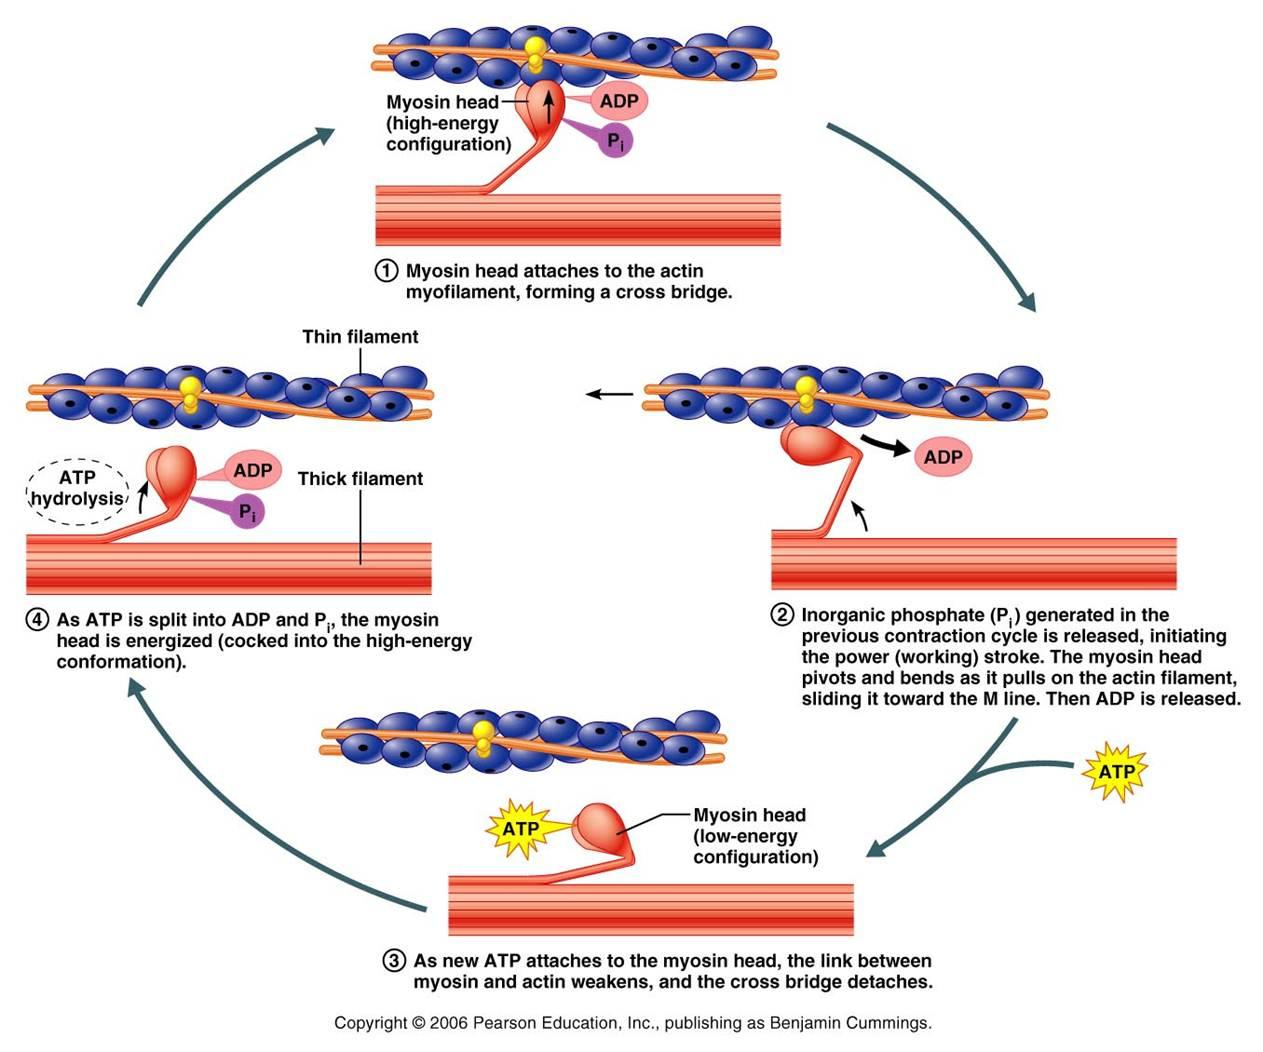 Myosin head
(high-energy
configuration)
ADP
Pi
① Myosin head attaches to the actin
myofilament, forming a cross bridge.
Thin filament
ATP
hydrolysis
ADP
Pi
Thick filament
ADP
④ As ATP is split into ADP and Pi, the myosin
head is energized (cocked into the high-energy
conformation).
② Inorganic phosphate (Pi) generated in the
previous contraction cycle is released, initiating
the power (working) stroke. The myosin head
pivots and bends as it pulls on the actin filament,
sliding it toward the M line. Then ADP is released.
ATP
ATP
Myosin head
(low-energy
configuration)
③ As new ATP attaches to the myosin head, the link between
myosin and actin weakens, and the cross bridge detaches.
Copyright © 2006 Pearson Education, Inc., publishing as Benjamin Cummings.